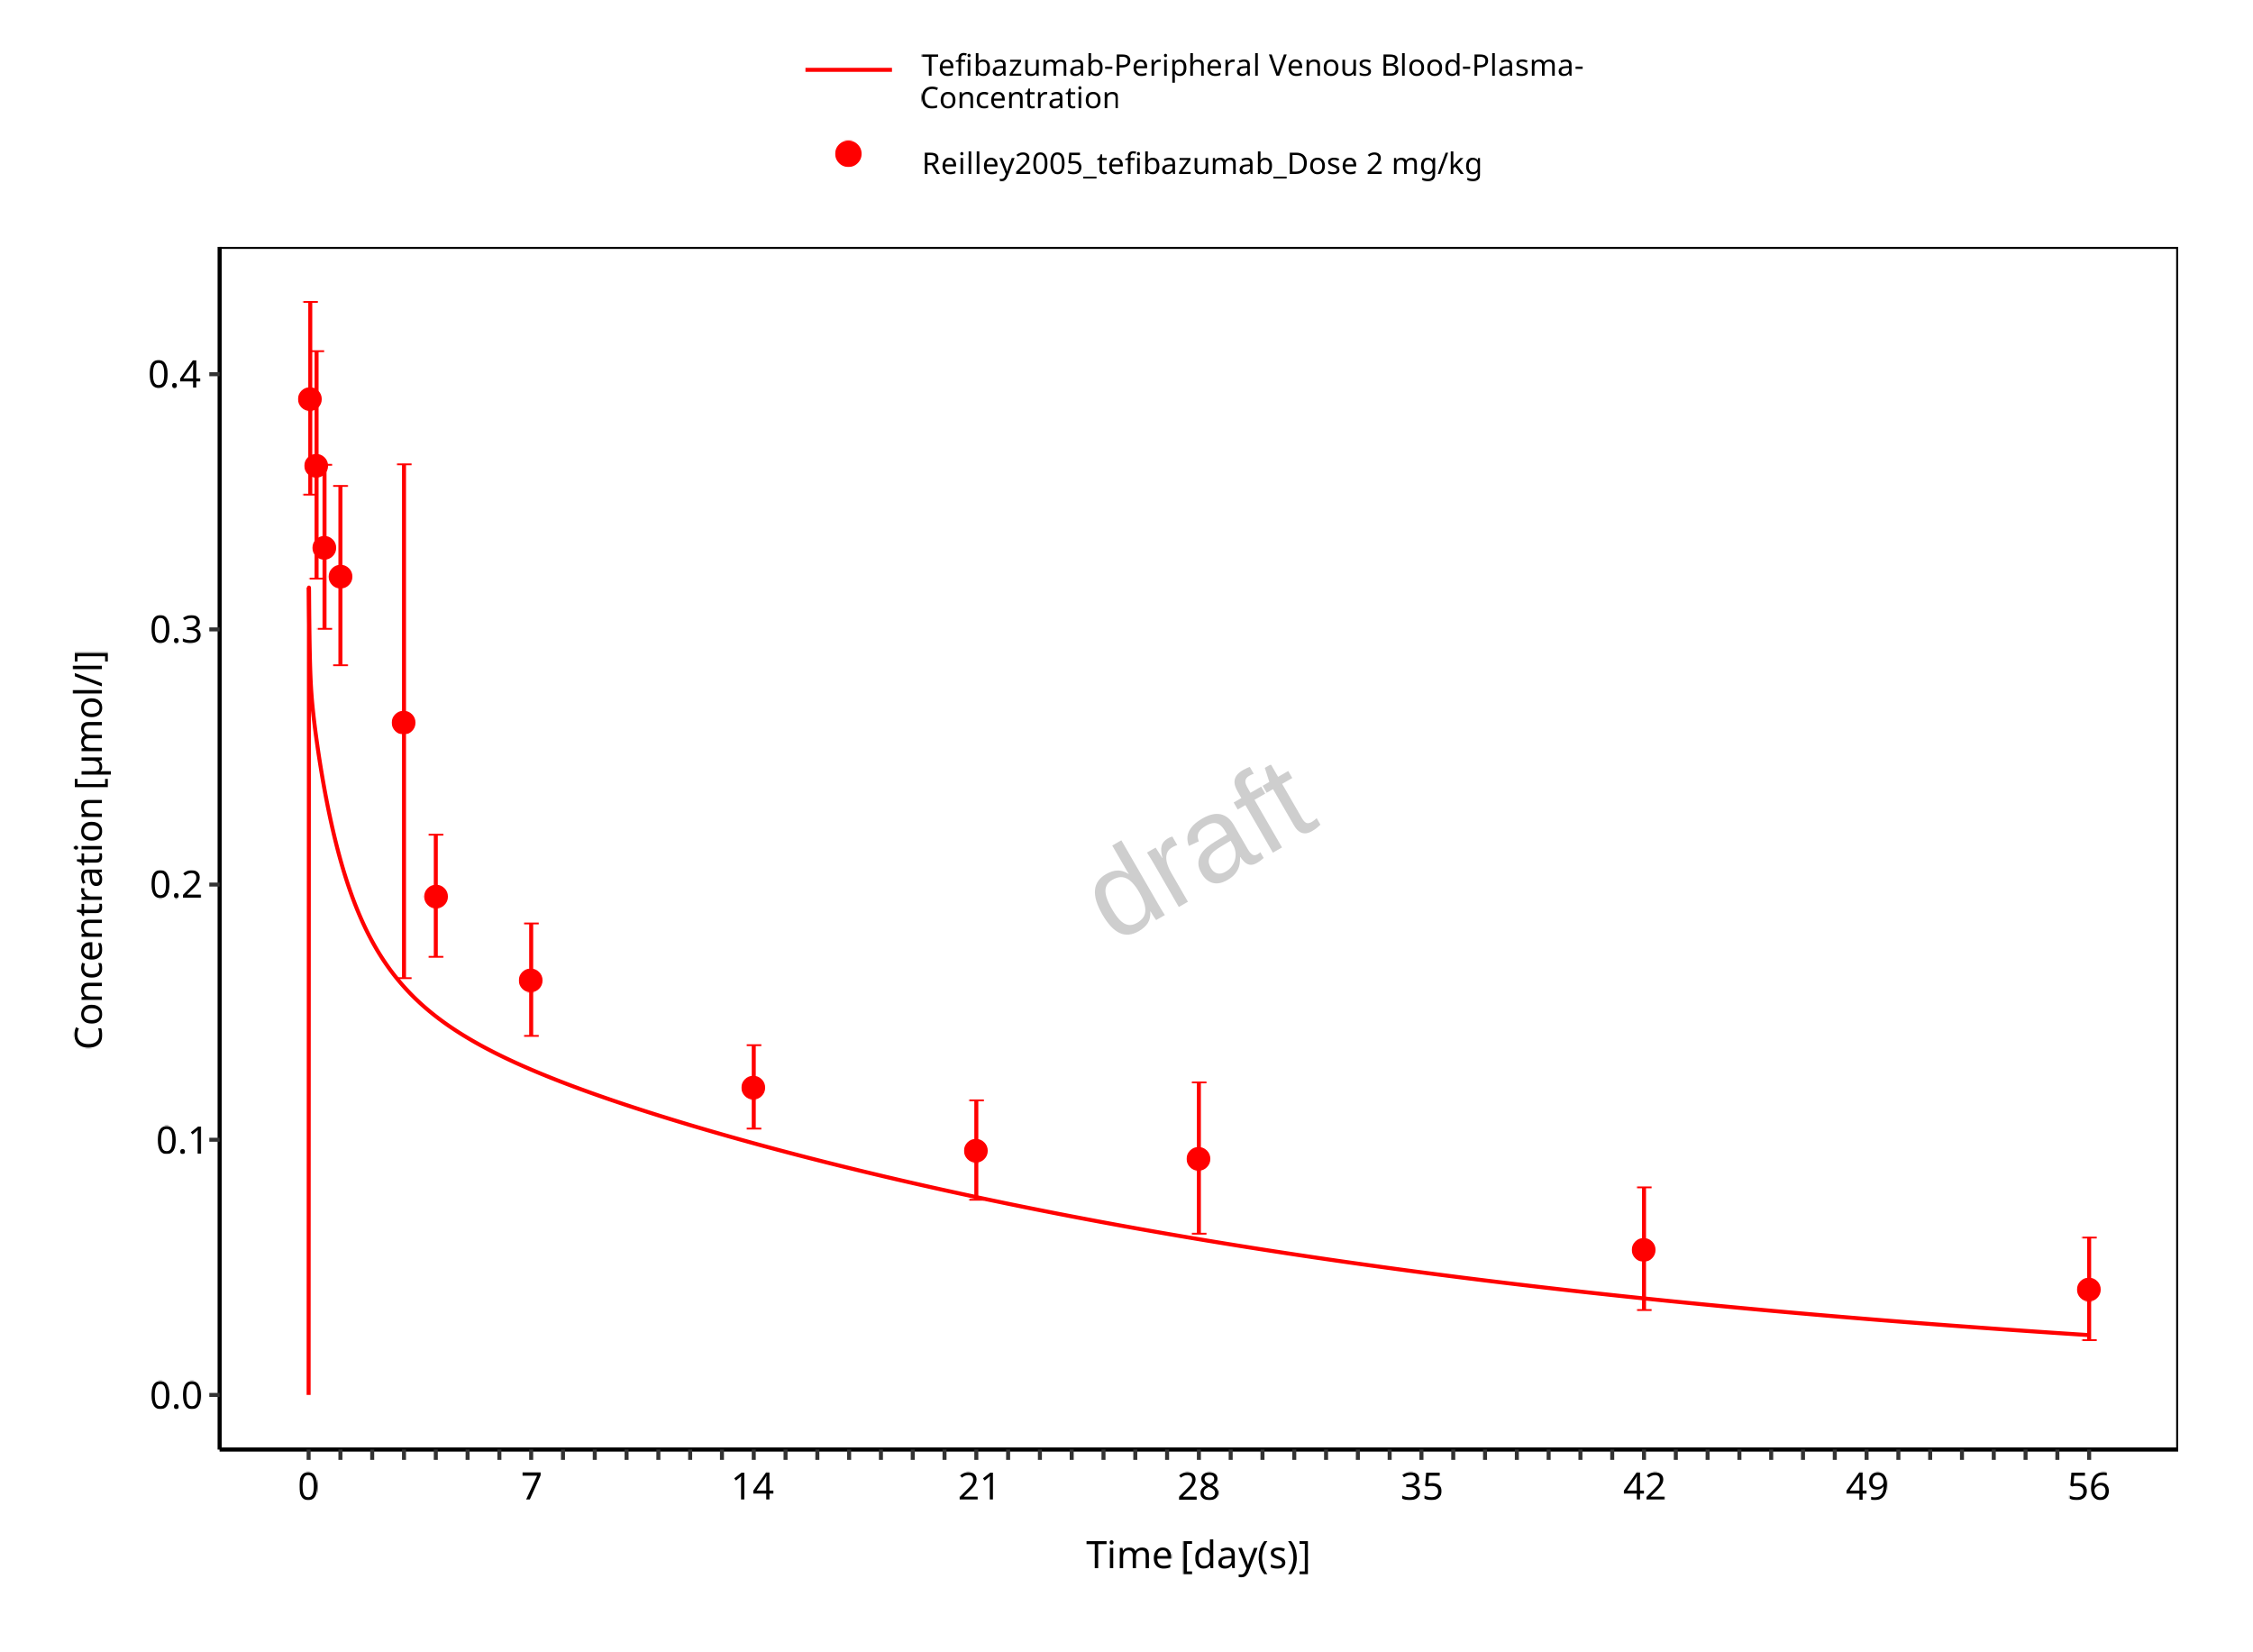 Tefibazumab-Peripheral Venous Blood-Plasma-
Concentration
Reilley2005_tefibazumab_Dose 2 mg/kg
0.4
0.3
0.2
0.1
0.0
Concentration [µmol/l]
draft
0 7 14 21 28 35 42 49 56
Time [day(s)]